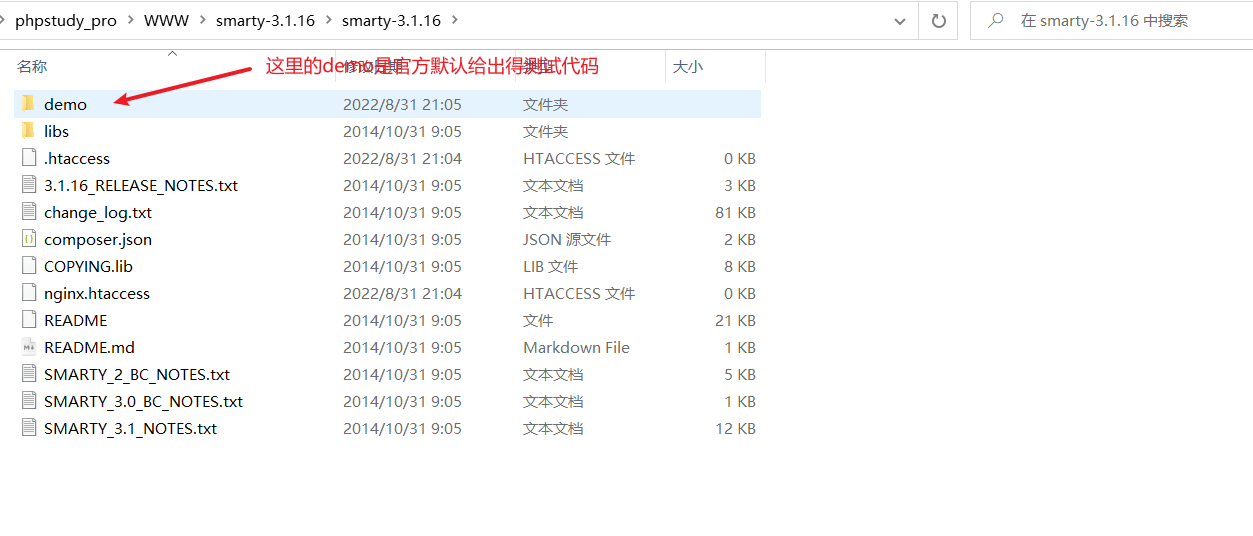 phpstudy_pro > WWW > smarty-3.1.16 > smarty-3.1.16 >
在 smarty-3.1.16 中搜索
名称 修改日期 类型 大小
这里的demo是官方默认给出得测试代码
demo 2022/8/31 21:05 文件夹
libs 2014/10/31 9:05 文件夹
.htaccess 2022/8/31 21:04 HTACCESS 文件 0 KB
3.1.16_RELEASE_NOTES.txt 2014/10/31 9:05 文本文档 3 KB
change_log.txt 2014/10/31 9:05 文本文档 81 KB
composer.json 2014/10/31 9:05 JSON 源文件 2 KB
COPYING.lib 2014/10/31 9:05 LIB 文件 8 KB
nginx.htaccess 2022/8/31 21:04 HTACCESS 文件 0 KB
README 2014/10/31 9:05 文件 21 KB
README.md 2014/10/31 9:05 Markdown File 1 KB
SMARTY_2_BC_NOTES.txt 2014/10/31 9:05 文本文档 5 KB
SMARTY_3.0_BC_NOTES.txt 2014/10/31 9:05 文本文档 1 KB
SMARTY_3.1_NOTES.txt 2014/10/31 9:05 文本文档 12 KB